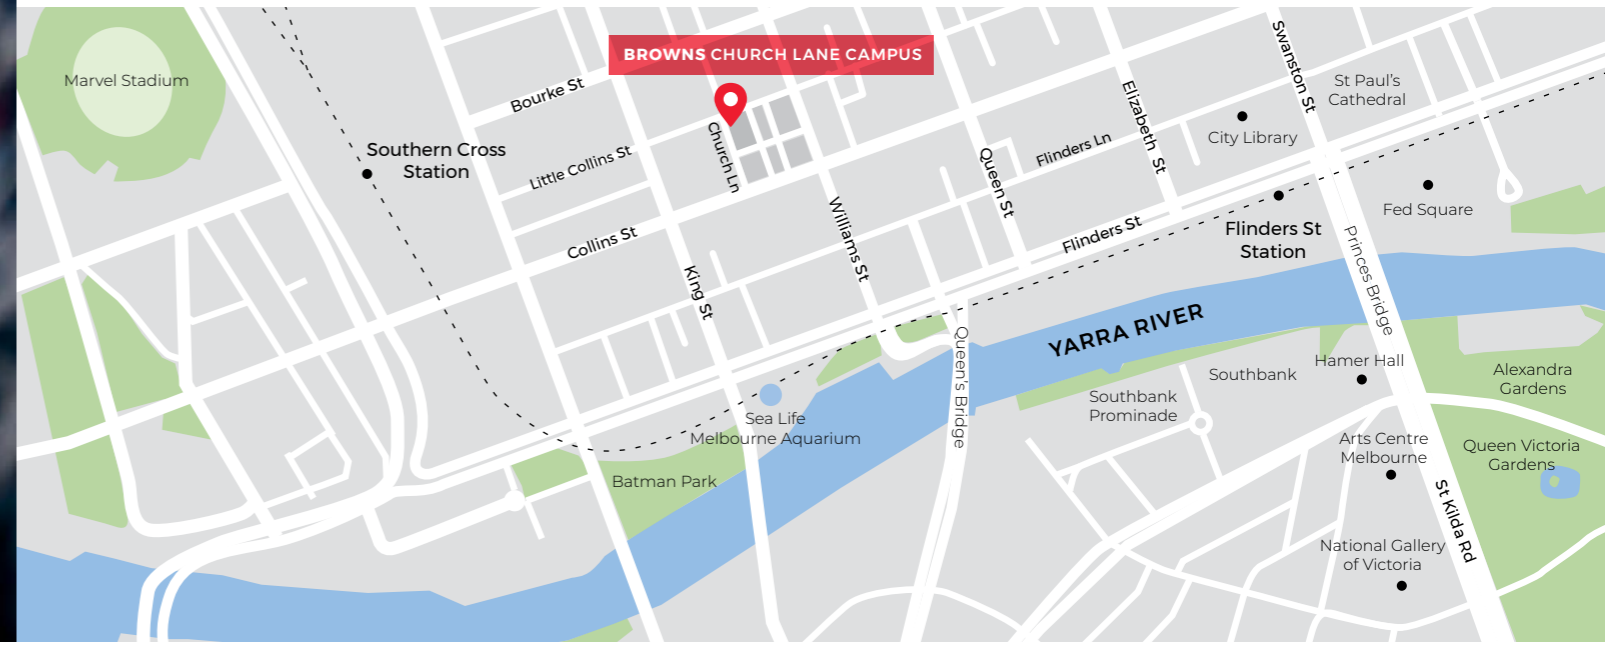 BROWNS CHURCH LANE CAMPUS
Marvel Stadium
Southern Cross
Station
Bourke St
Little Collins St
Church Ln
Collins St
King St
Williams St
Queen St
Flinders Ln
Elizabeth St
Swanston St
St Paul's
Cathedral
City Library
Flinders St
Flinders St
Station
Fed Square
Princes Bridge
YARRA RIVER
Queen's Bridge
Sea Life
Melbourne Aquarium
Batman Park
Southbank
Prominade
Southbank
Hamer Hall
Alexandra
Gardens
Arts Centre
Melbourne
Queen Victoria
Gardens
St Kilda Rd
National Gallery
of Victoria